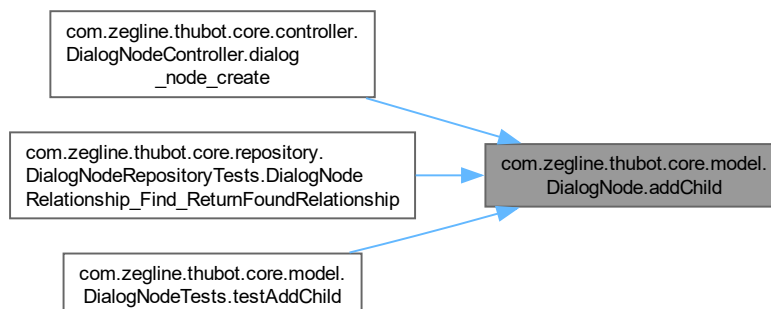 com.zegline.thubot.core.controller.
DialogNodeController.dialog
_node_create
com.zegline.thubot.core.repository.
DialogNodeRepositoryTests.DialogNode
Relationship_Find_ReturnFoundRelationship
com.zegline.thubot.core.model.
DialogNode.addChild
com.zegline.thubot.core.model.
DialogNodeTests.testAddChild